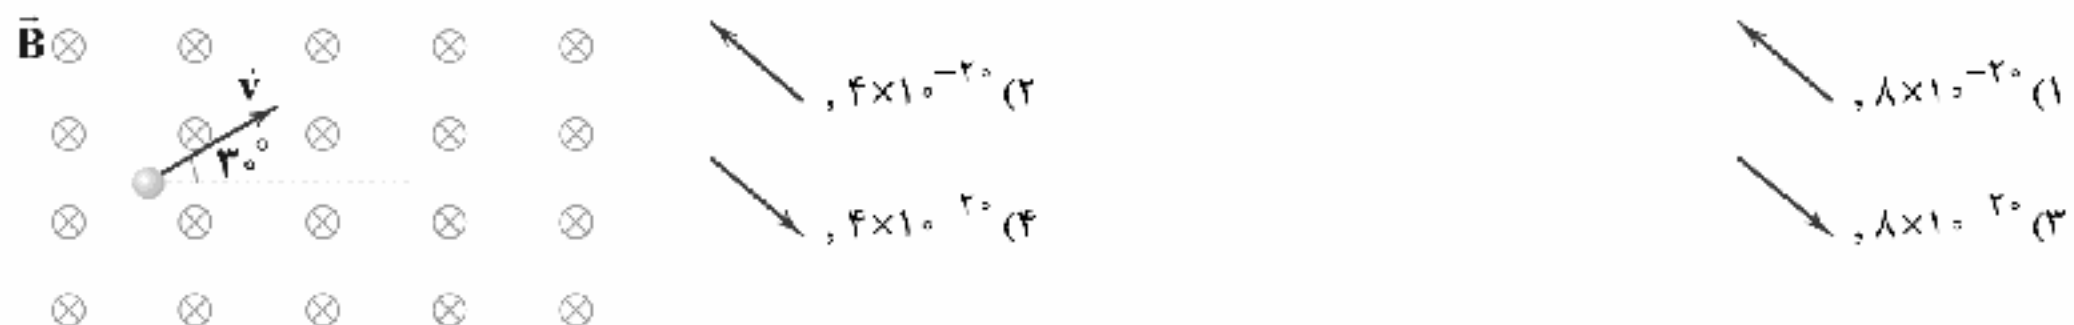 B
v
۳۰°
۱) ۸×۱۰^-۲۰ ,
۲) ۴×۱۰^-۲۰ ,
۳) ۸×۱۰^۲۰ ,
۴) ۴×۱۰^۲۰ ,